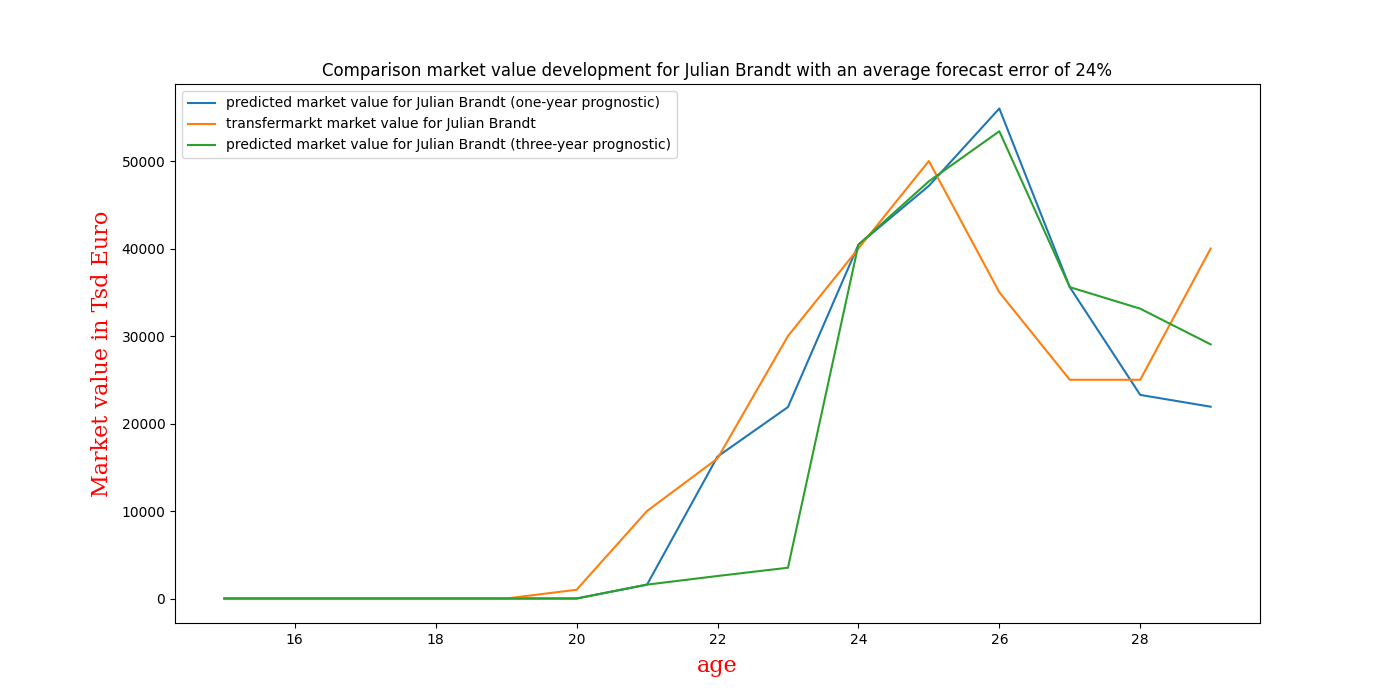 Comparison market value development for Julian Brandt with an average forecast error of 24%
predicted market value for Julian Brandt (one-year prognostic)
transfermarkt market value for Julian Brandt
predicted market value for Julian Brandt (three-year prognostic)
Market value in Tsd Euro
50000
40000
30000
20000
10000
0
16 18 20 22 24 26 28
age